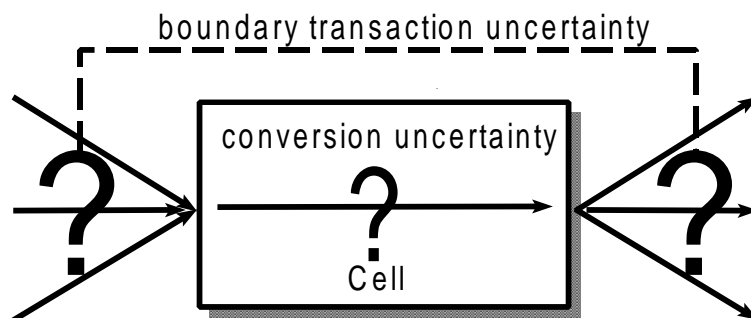 boundary transaction uncertainty
conversion uncertainty
? ? ?
Cell